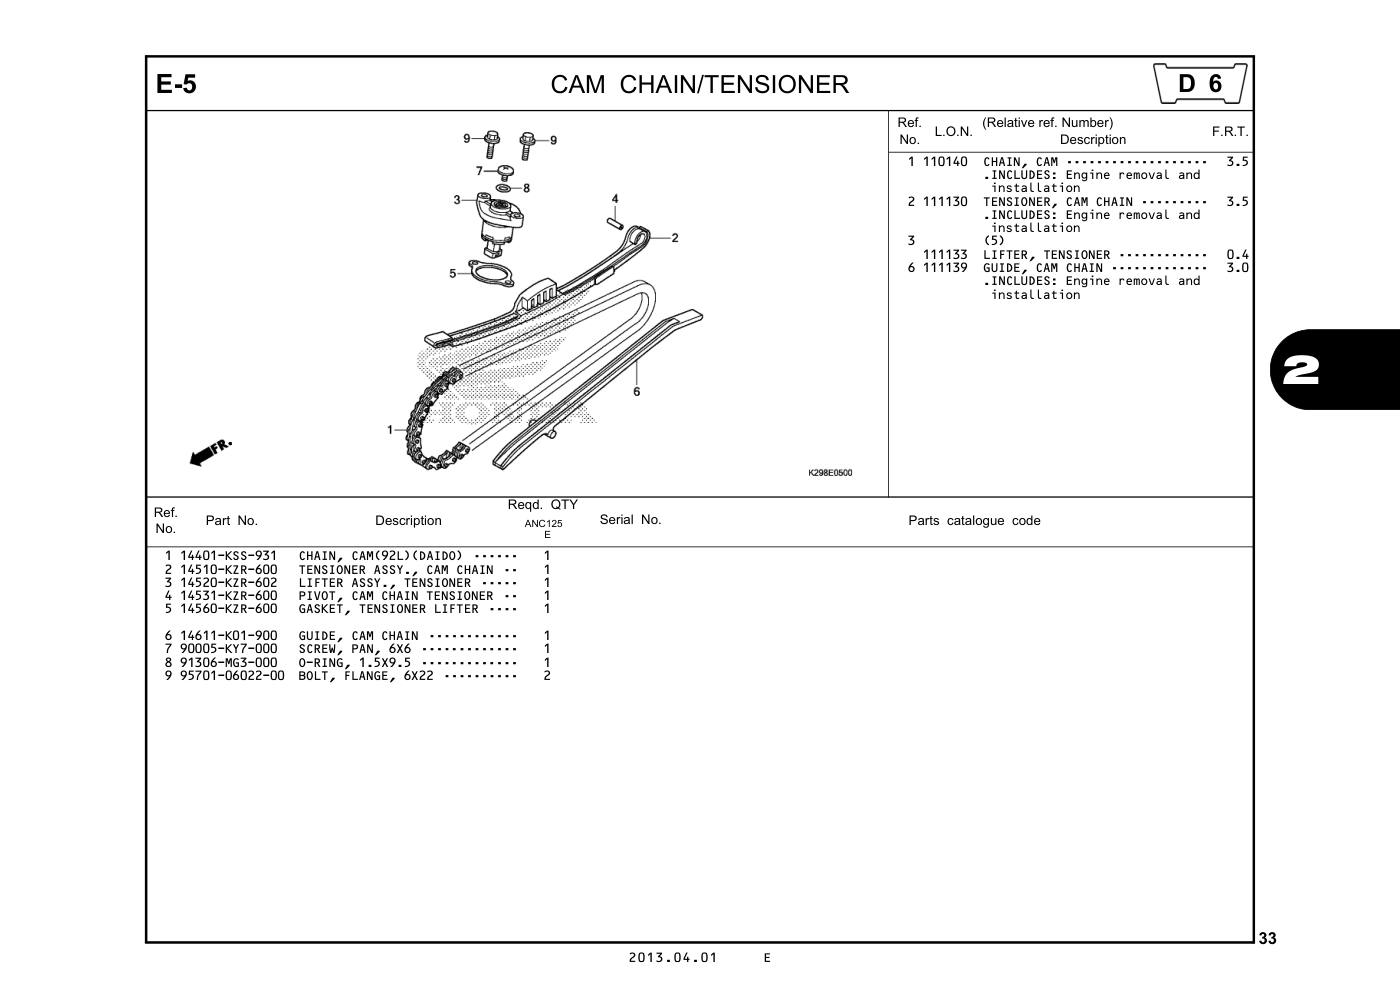 E-5
CAM CHAIN/TENSIONER
D 6
9
9
7
8
3
4
2
5
6
1
FR.
HONDA
K298E0500
Ref. No. L.O.N. (Relative ref. Number) Description F.R.T.
1 110140 CHAIN, CAM ------------------- 3.5
.INCLUDES: Engine removal and
installation
2 111130 TENSIONER, CAM CHAIN --------- 3.5
.INCLUDES: Engine removal and
installation
3 (5)
111133 LIFTER, TENSIONER ------------ 0.4
6 111139 GUIDE, CAM CHAIN ------------- 3.0
.INCLUDES: Engine removal and
installation
2
Ref. No. Part No. Description Reqd. QTY ANC125 E Serial No. Parts catalogue code
1 14401-KSS-931 CHAIN, CAM(92L)(DAIDO) ------ 1
2 14510-KZR-600 TENSIONER ASSY., CAM CHAIN -- 1
3 14520-KZR-602 LIFTER ASSY., TENSIONER ----- 1
4 14531-KZR-600 PIVOT, CAM CHAIN TENSIONER -- 1
5 14560-KZR-600 GASKET, TENSIONER LIFTER ---- 1
6 14611-K01-900 GUIDE, CAM CHAIN ------------ 1
7 90005-KY7-000 SCREW, PAN, 6X6 ------------- 1
8 91306-MG3-000 O-RING, 1.5X9.5 ------------- 1
9 95701-06022-00 BOLT, FLANGE, 6X22 ---------- 2
33
2013.04.01 E